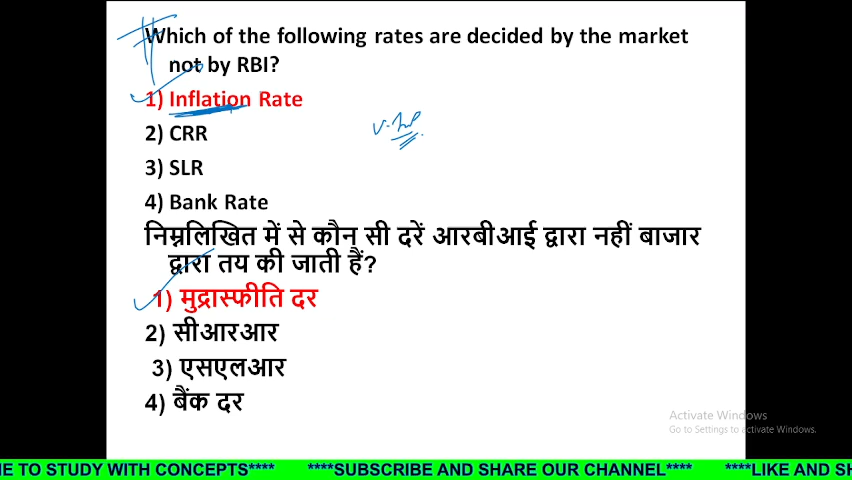 Which of the following rates are decided by the market
not by RBI?
1) Inflation Rate
2) CRR
3) SLR
4) Bank Rate
निम्नलिखित में से कौन सी दरें आरबीआई द्वारा नहीं बाजार
द्वारा तय की जाती हैं?
1) मुद्रास्फीति दर
2) सीआरआर
3) एसएलआर
4) बैंक दर
Activate Windows
Go to Settings to activate Windows.
TO STUDY WITH CONCEPTS**** ****SUBSCRIBE AND SHARE OUR CHANNEL**** ****LIKE AND